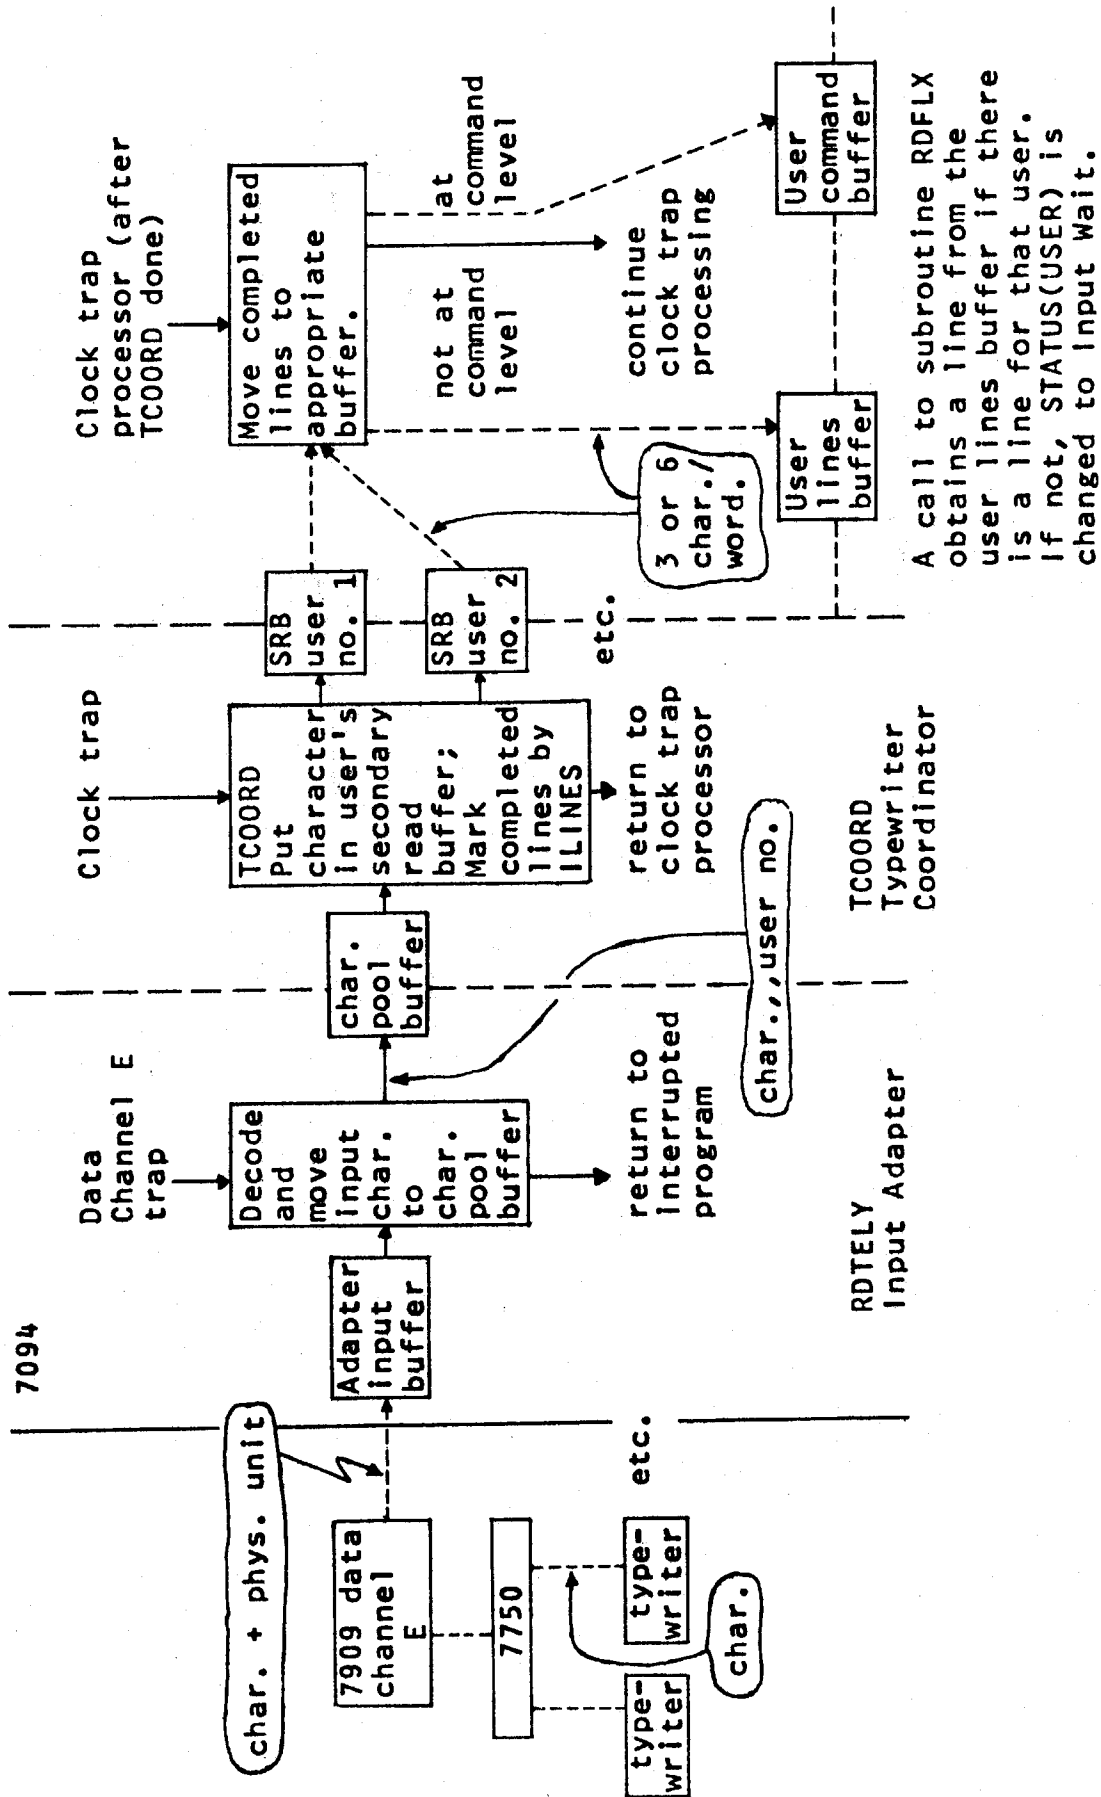 7094
char. + phys. unit
7909 data
channel
E
7750
type-
writer
type-
writer
char.
etc.
Adapter
input
buffer
Data
Channel E
trap
Decode
and
move
input
char.
to
char.
pool
buffer
return to
interrupted
program
RDTELY
Input Adapter
char.
pool
buffer
char.,,user no.
Clock trap
TCOORD
Put
character
in user's
secondary
read
buffer;
Mark
completed
lines by
ILINES
return to
clock trap
processor
TCOORD
Typewriter
Coordinator
SRB
user
no. 1
SRB
user
no. 2
etc.
3 or 6
char./
word.
Clock trap
processor (after
TCOORD done)
Move completed
lines to
appropriate
buffer.
not at
command
level
at
command
level
continue
clock trap
processing
User
lines
buffer
User
command
buffer
A call to subroutine RDFLX
obtains a line from the
user lines buffer if there
is a line for that user.
If not, STATUS(USER) is
changed to Input Wait.